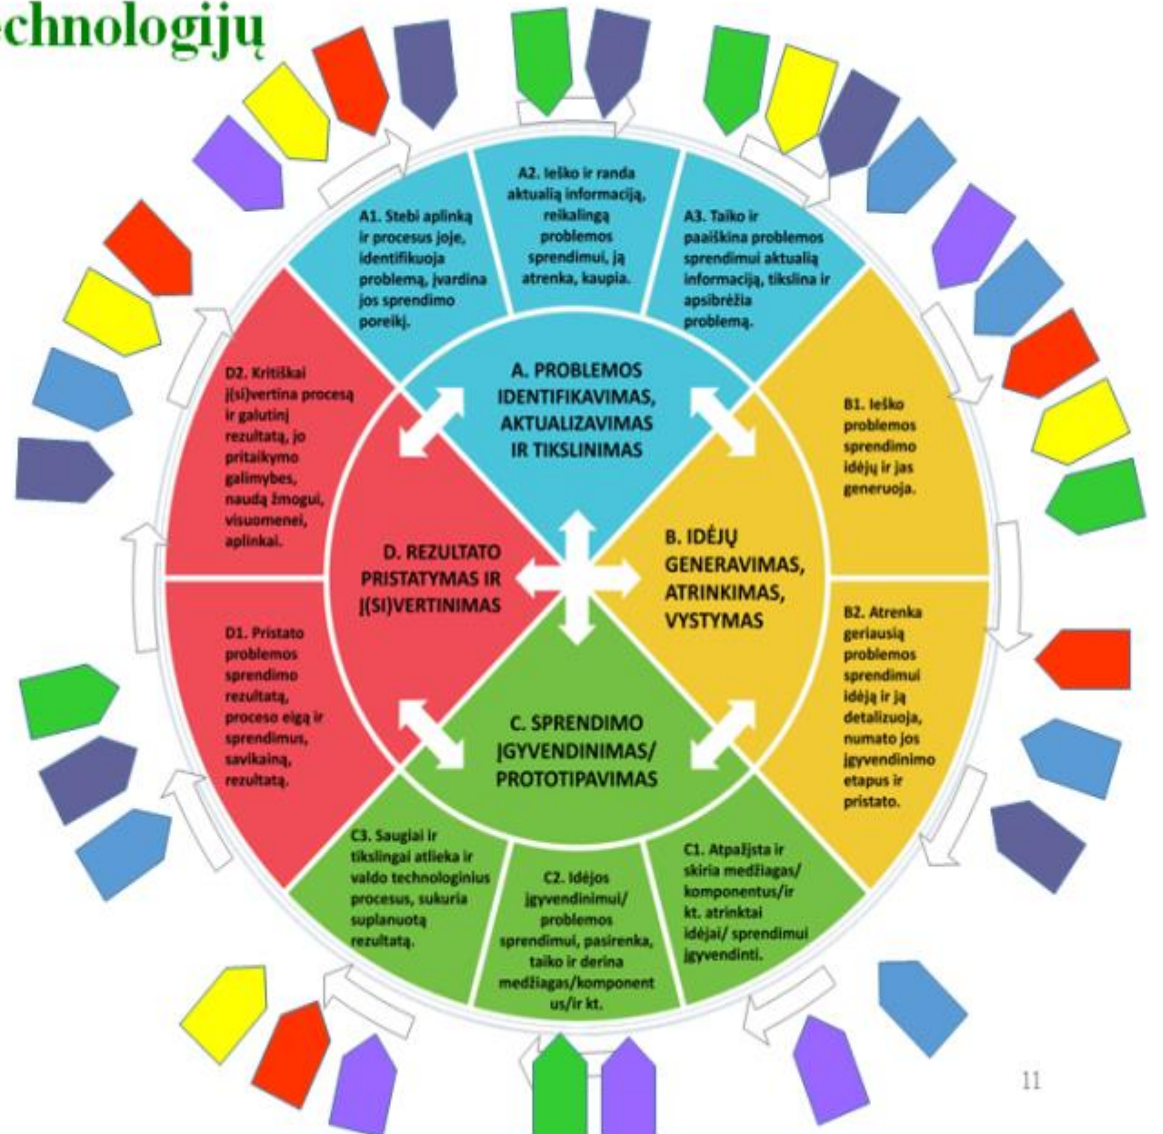 chnologijų
A1. Stebi aplinką
ir procesus joje,
identifikuoja
problemą, įvardina
jos sprendimo
poreikį.
A2. Ieško ir randa
aktualią informaciją,
reikalingą
problemos
sprendimui, ją
atrenka, kaupia.
A3. Taiko ir
paaiškina problemos
sprendimui aktualią
informaciją, tikslina ir
apsibrėžia
problemą.
A. PROBLEMOS
IDENTIFIKAVIMAS,
AKTUALIZAVIMAS
IR TIKSLINIMAS
B1. Ieško
problemos
sprendimo
idėjų ir jas
generuoja.
B. IDĖJŲ
GENERAVIMAS,
ATRINKIMAS,
VYSTYMAS
B2. Atrenka
geriausią
problemos
sprendimui
idėją ir ją
detalizuoja,
numato jos
įgyvendinimo
etapus ir
pristato.
C. SPRENDIMO
ĮGYVENDINIMAS/
PROTOTIPAVIMAS
C1. Atpažįsta ir
skiria medžiagas/
komponentus/ir
kt. atrinktai
idėjai/ sprendimui
įgyvendinti.
C2. Idėjos
įgyvendinimui/
problemos
sprendimui, pasirenka,
taiko ir derina
medžiagas/komponent
us/ir kt.
C3. Saugiai ir
tikslingai atlieka ir
valdo technologinius
procesus, sukuria
suplanuotą
rezultatą.
D. REZULTATO
PRISTATYMAS IR
Į(SI)VERTINIMAS
D1. Pristato
problemos
sprendimo
rezultatą,
proceso eigą ir
sprendimus,
savikainą,
rezultatą.
D2. Kritiškai
į(si)vertina procesą
ir galutinį
rezultatą, jo
pritaikymo
galimybes,
naudą žmogui,
visuomenei,
aplinkai.
11